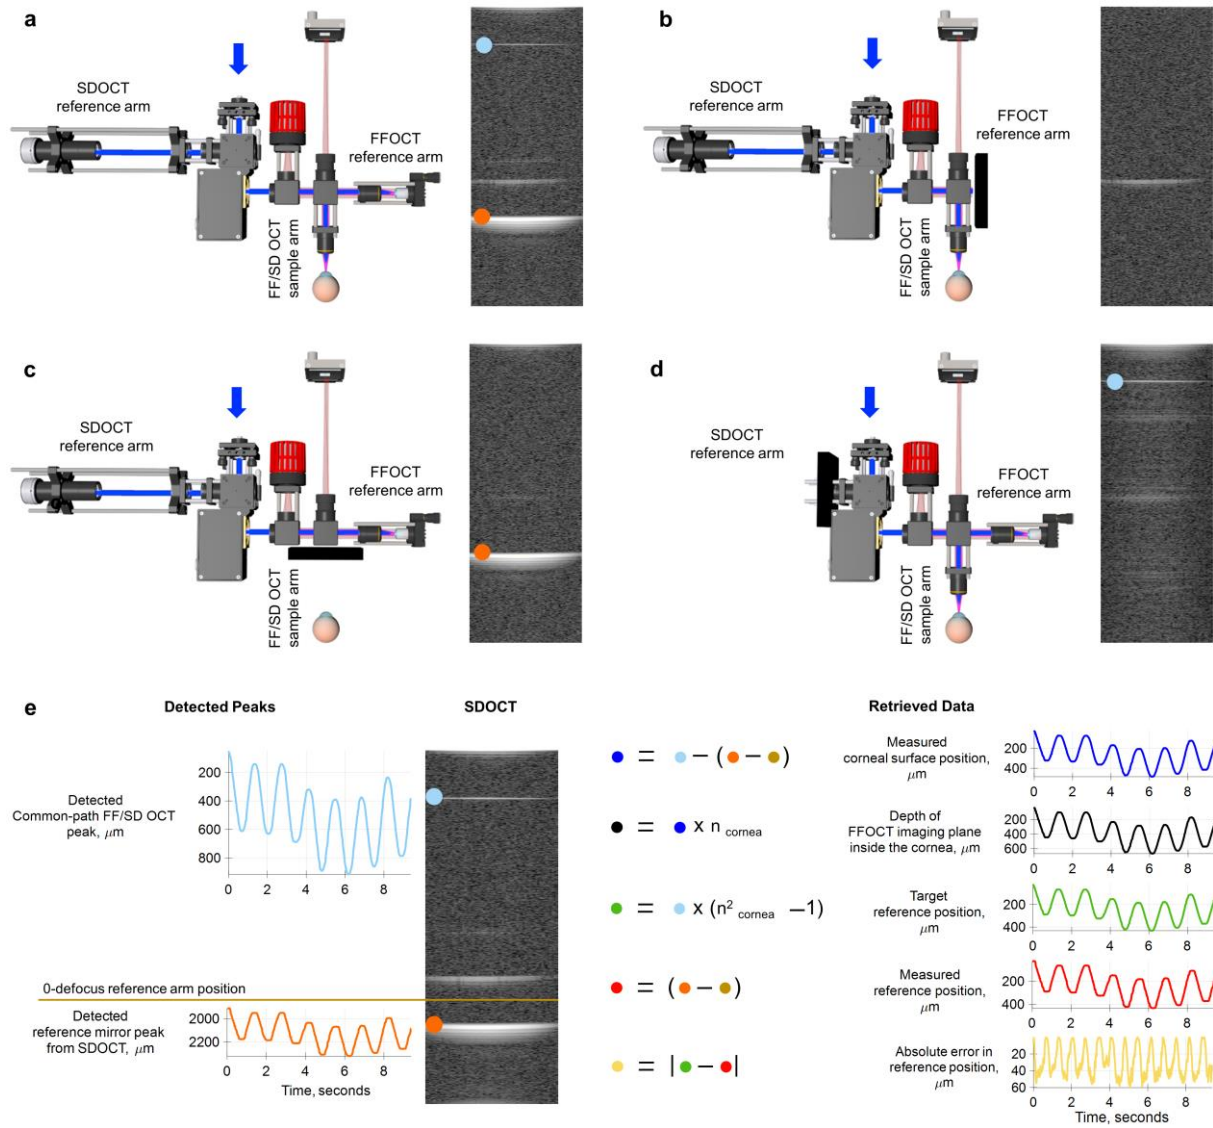 a
SDOCT
reference arm
FFOCT
reference arm
FF/SD OCT
sample arm
b
SDOCT
reference arm
FFOCT
reference arm
FF/SD OCT
sample arm
c
SDOCT
reference arm
FFOCT
reference arm
FF/SD OCT
sample arm
d
SDOCT
reference arm
FFOCT
reference arm
FF/SD OCT
sample arm
e
Detected Peaks
SDOCT
Detected
Common-path FF/SD OCT
peak, μm
200
400
600
800
0 2 4 6 8
0-defocus reference arm position
Detected
reference mirror peak
from SDOCT, μm
2000
2200
0 2 4 6 8
Time, seconds
= – ( – )
= x n cornea
= x (n² cornea –1)
= ( – )
= | – |
Retrieved Data
Measured
corneal surface position,
μm
200
400
0 2 4 6 8
Depth of
FFOCT imaging plane
inside the cornea, μm
200
400
600
0 2 4 6 8
Target
reference position,
μm
200
400
0 2 4 6 8
Measured
reference position,
μm
200
400
0 2 4 6 8
Absolute error in
reference position,
μm
0
20
40
60
0 2 4 6 8
Time, seconds